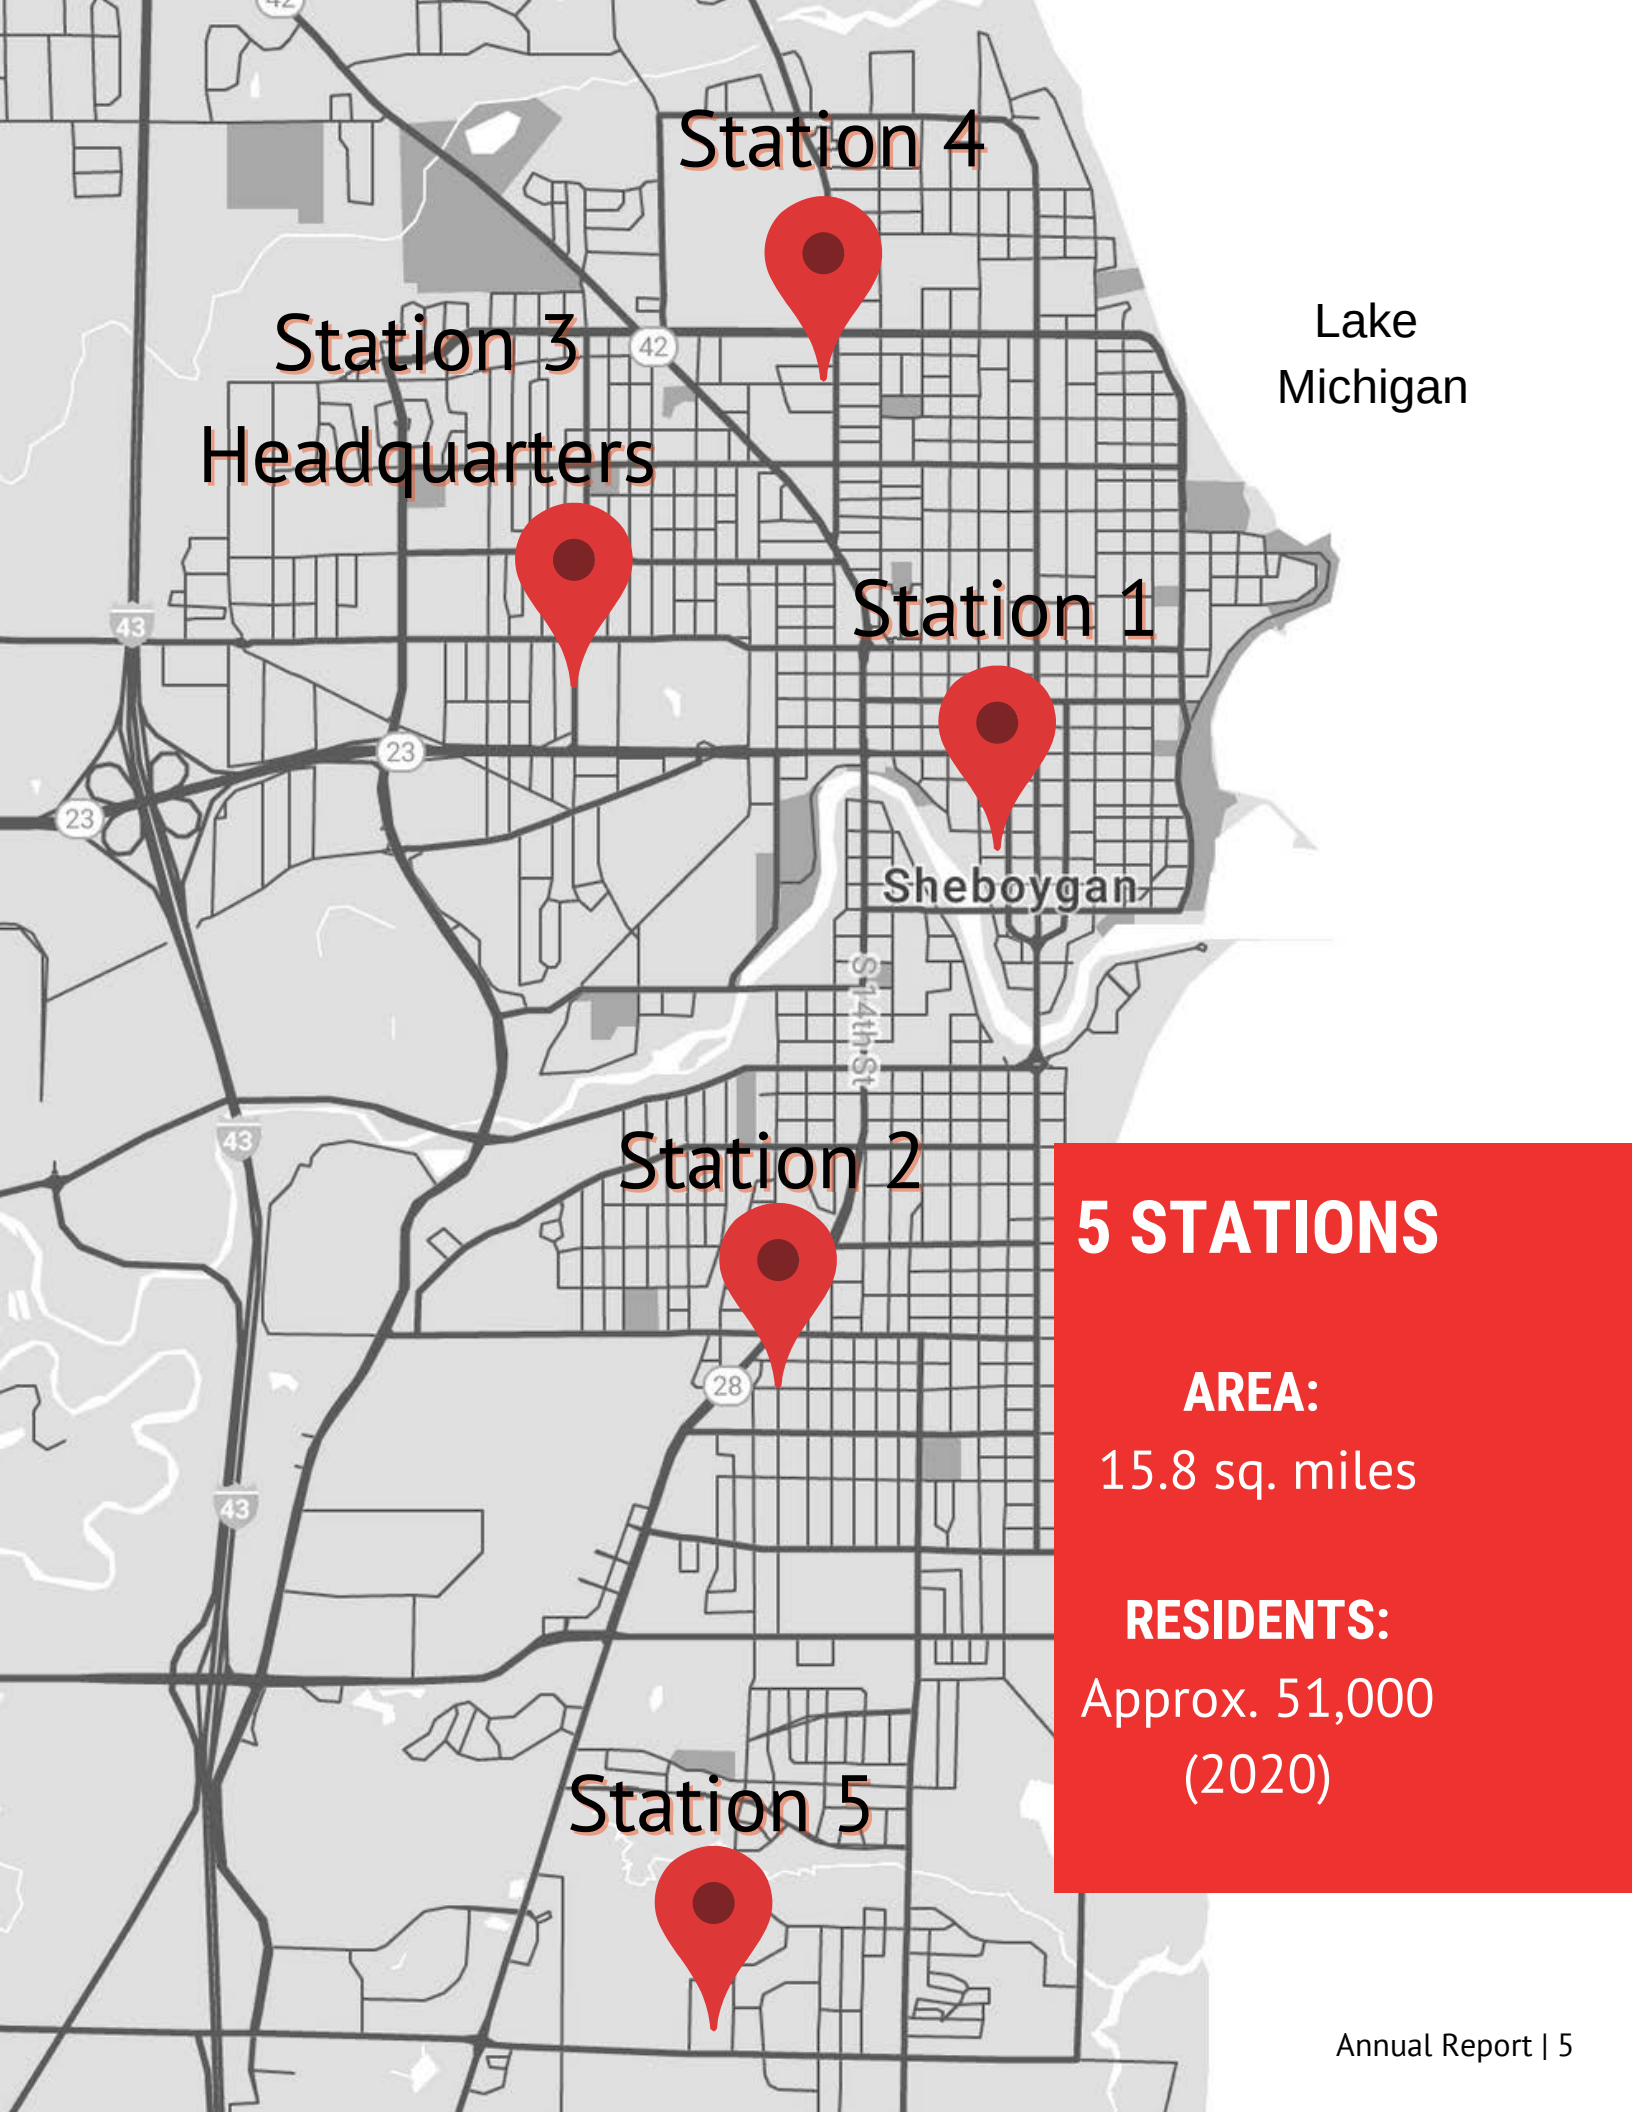 42
Station 4
Lake
Michigan
Station 3
42
Headquarters
Station 1
43
23
23
Sheboygan
S 14th St
43
Station 2
5 STATIONS
28
AREA:
15.8 sq. miles
43
RESIDENTS:
Approx. 51,000
(2020)
Station 5
Annual Report | 5